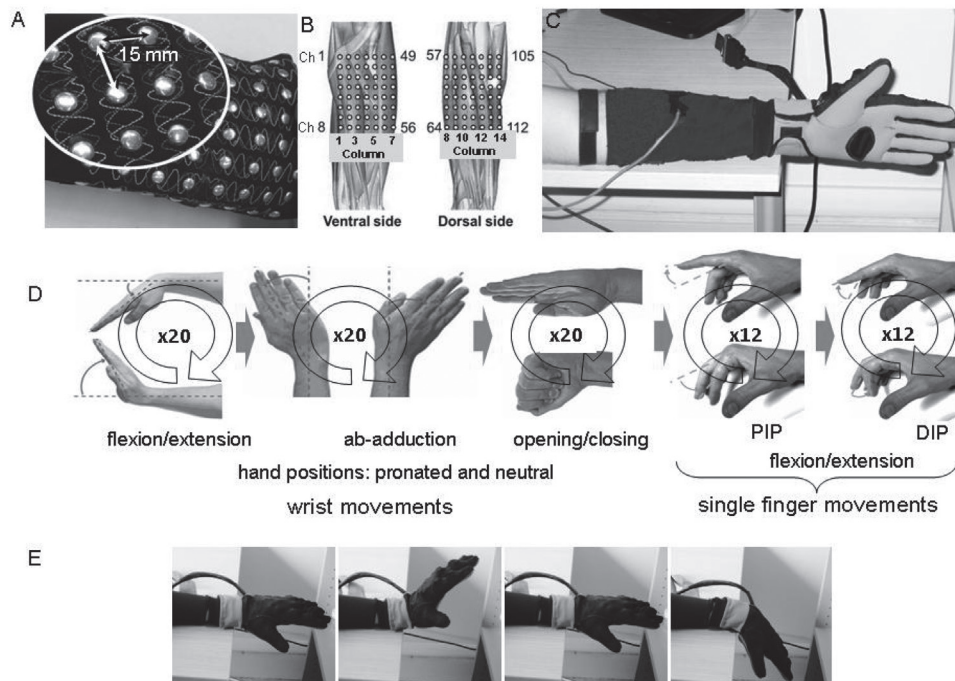 A
15 mm
B
Ch 1
49
57
105
Ch 8
56
64
112
1 3 5 7
8 10 12 14
Column
Column
Ventral side
Dorsal side
C
D
x20
x20
x20
x12
x12
flexion/extension
ab-adduction
opening/closing
PIP
DIP
hand positions: pronated and neutral
flexion/extension
wrist movements
single finger movements
E